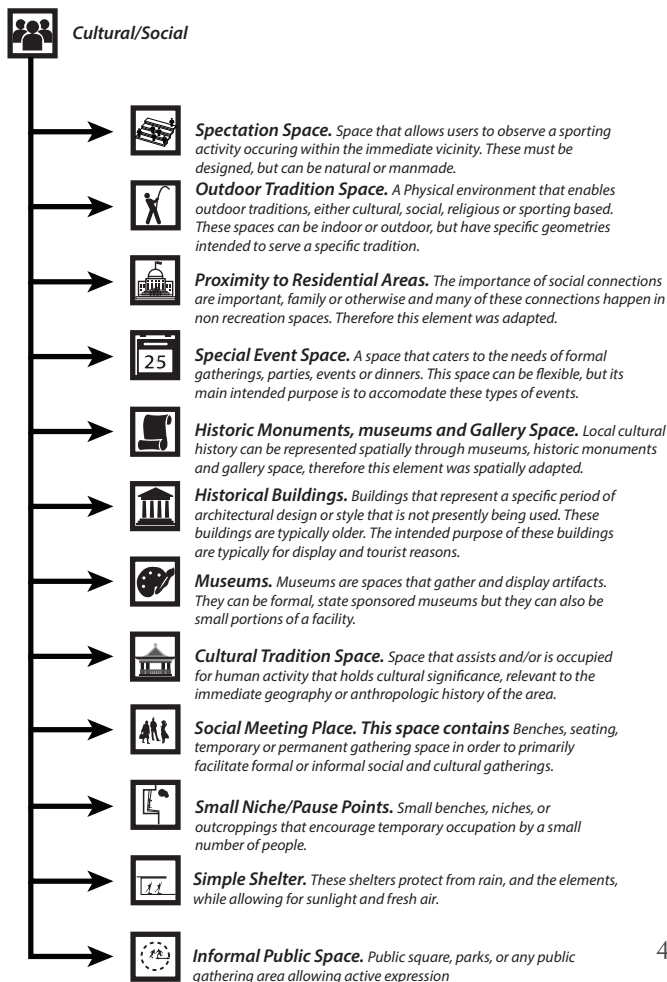 Cultural/Social
Spectation Space. Space that allows users to observe a sporting
activity occuring within the immediate vicinity. These must be
designed, but can be natural or manmade.
Outdoor Tradition Space. A Physical environment that enables
outdoor traditions, either cultural, social, religious or sporting based.
These spaces can be indoor or outdoor, but have specific geometries
intended to serve a specific tradition.
Proximity to Residential Areas. The importance of social connections
are important, family or otherwise and many of these connections happen in
non recreation spaces. Therefore this element was adapted.
25
Special Event Space. A space that caters to the needs of formal
gatherings, parties, events or dinners. This space can be flexible, but its
main intended purpose is to accomodate these types of events.
Historic Monuments, museums and Gallery Space. Local cultural
history can be represented spatially through museums, historic monuments
and gallery space, therefore this element was spatially adapted.
Historical Buildings. Buildings that represent a specific period of
architectural design or style that is not presently being used. These
buildings are typically older. The intended purpose of these buildings
are typically for display and tourist reasons.
Museums. Museums are spaces that gather and display artifacts.
They can be formal, state sponsored museums but they can also be
small portions of a facility.
Cultural Tradition Space. Space that assists and/or is occupied
for human activity that holds cultural significance, relevant to the
immediate geography or anthropologic history of the area.
Social Meeting Place. This space contains Benches, seating,
temporary or permanent gathering space in order to primarily
facilitate formal or informal social and cultural gatherings.
Small Niche/Pause Points. Small benches, niches, or
outcroppings that encourage temporary occupation by a small
number of people.
Simple Shelter. These shelters protect from rain, and the elements,
while allowing for sunlight and fresh air.
Informal Public Space. Public square, parks, or any public
gathering area allowing active expression
4